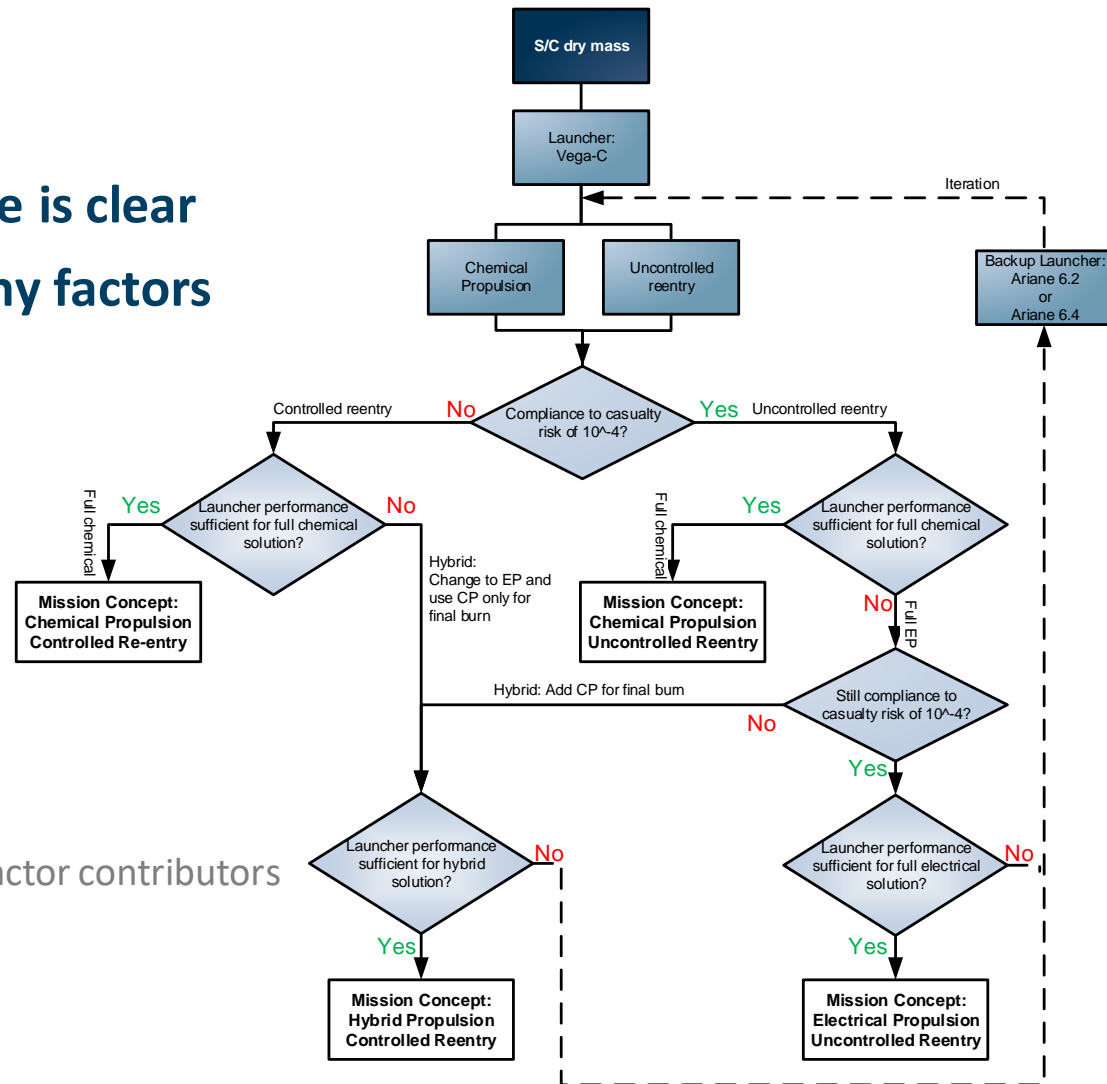 S/C dry mass
Launcher:
Vega-C
e is clear
ny factors
Iteration
Chemical
Propulsion
Uncontrolled
reentry
Backup Launcher:
Ariane 6.2
or
Ariane 6.4
Controlled reentry
No
Compliance to casualty
risk of 10^-4?
Yes
Uncontrolled reentry
Full chemical
Yes
Launcher performance
sufficient for full chemical
solution?
No
Full chemical
Yes
Launcher performance
sufficient for full chemical
solution?
Hybrid:
Change to EP and
use CP only for
final burn
Mission Concept:
Chemical Propulsion
Controlled Re-entry
Mission Concept:
Chemical Propulsion
Uncontrolled Reentry
No
Full EP
Hybrid: Add CP for final burn
Still compliance to
casualty risk of 10^-4?
No
Yes
actor contributors
Launcher performance
sufficient for hybrid
solution?
No
Launcher performance
sufficient for full electrical
solution?
No
Yes
Yes
Mission Concept:
Hybrid Propulsion
Controlled Reentry
Mission Concept:
Electrical Propulsion
Uncontrolled Reentry